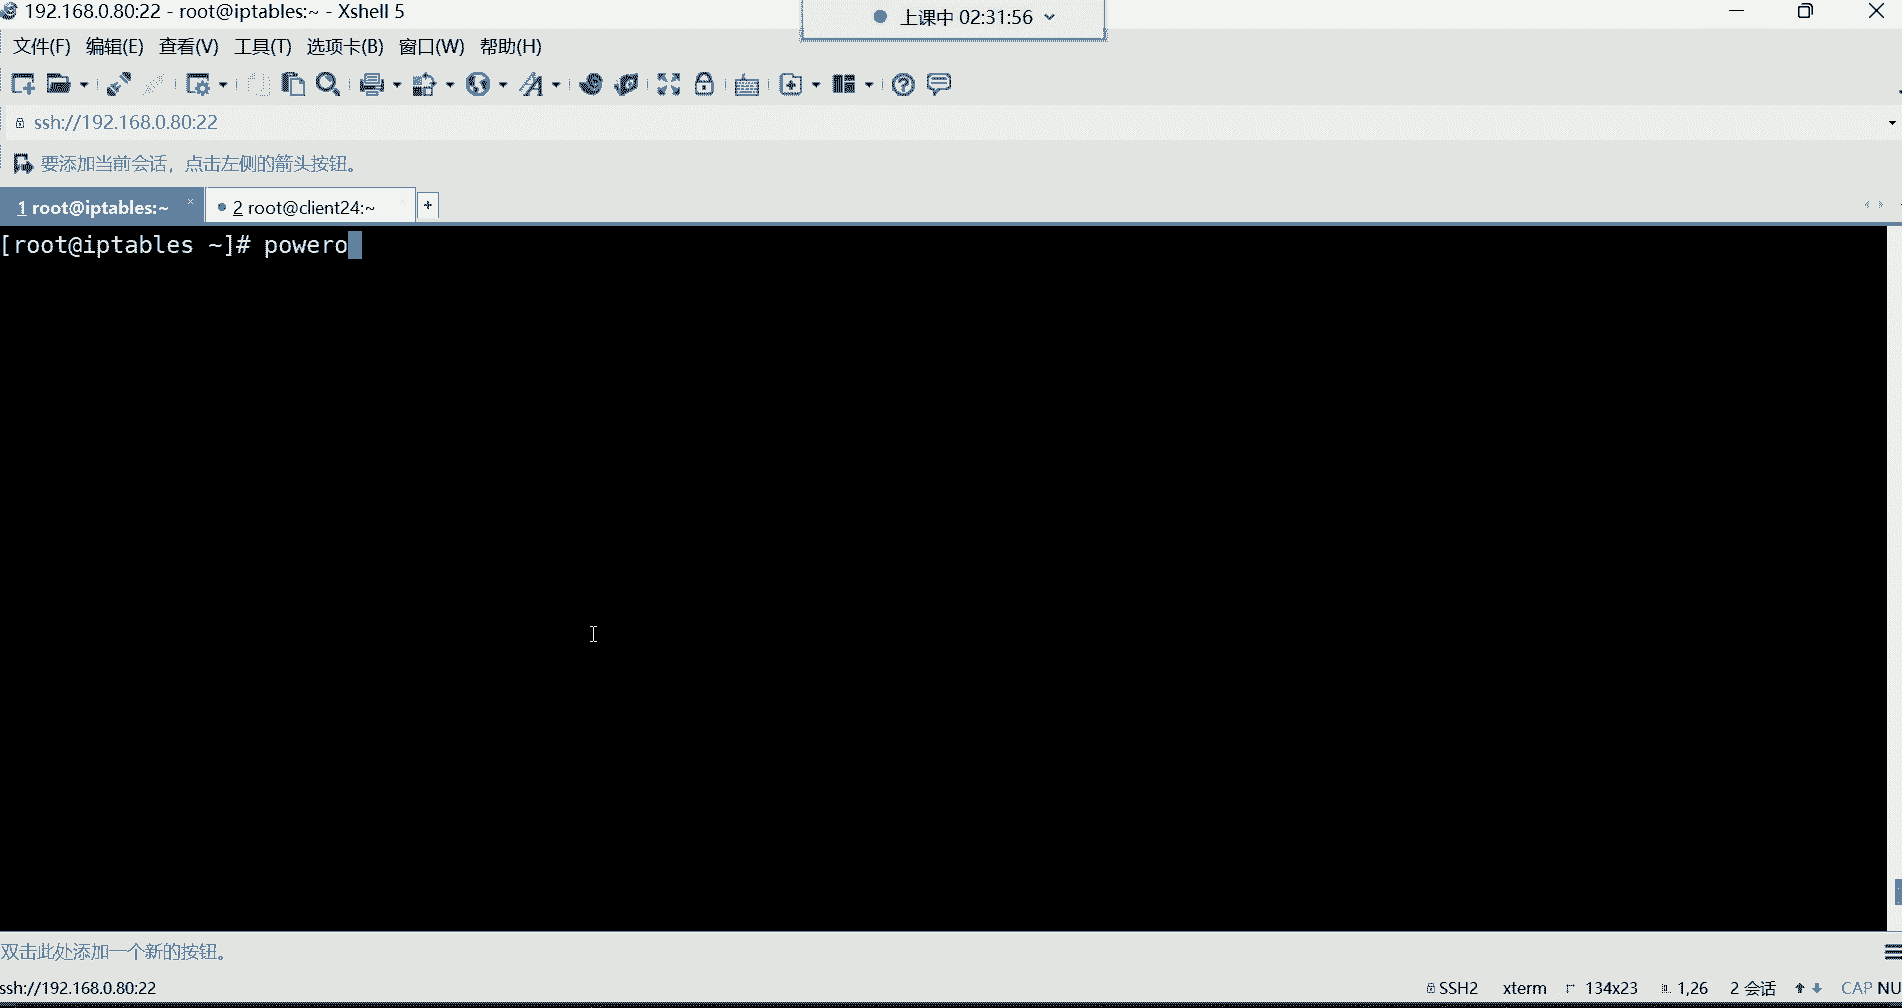 192.168.0.80:22 - root@iptables:~ - Xshell 5
上课中 02:31:56
文件(F) 编辑(E) 查看(V) 工具(T) 选项卡(B) 窗口(W) 帮助(H)
ssh://192.168.0.80:22
要添加当前会话，点击左侧的箭头按钮。
1 root@iptables:~ × 2 root@client24:~ +
[root@iptables ~]# powero
双击此处添加一个新的按钮。
ssh://192.168.0.80:22 SSH2 xterm 134x23 1,26 2 会话 CAP NU